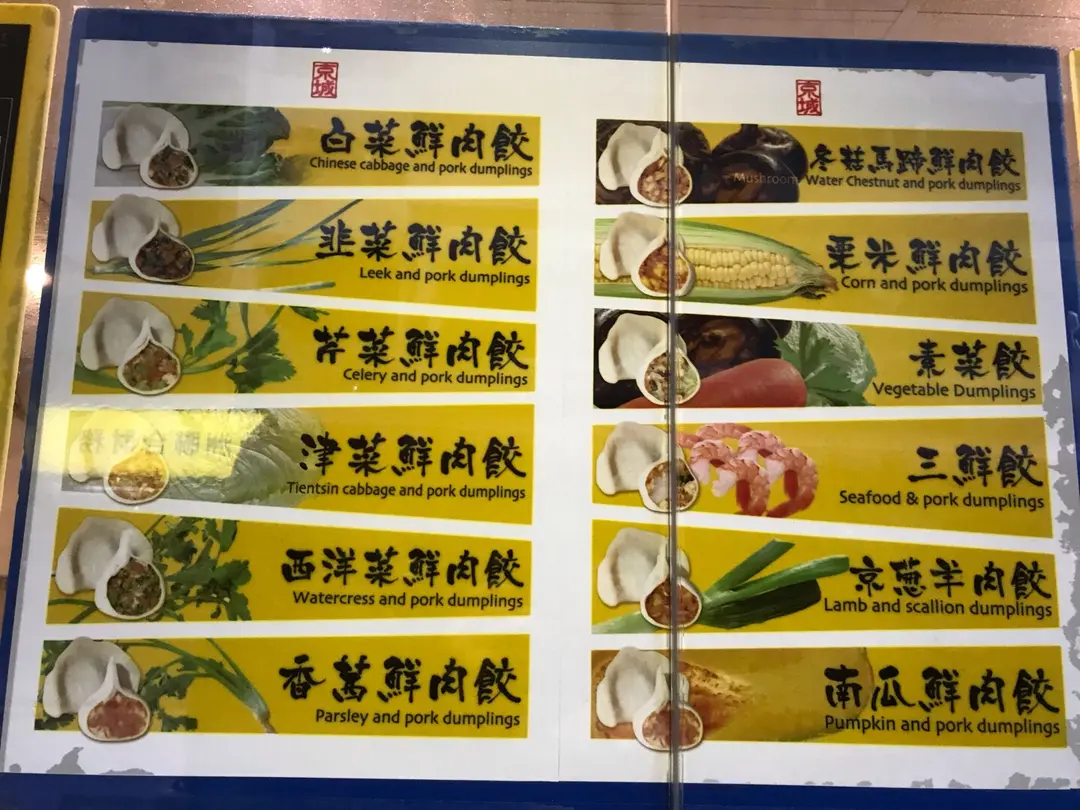 京城
白菜鮮肉餃
Chinese cabbage and pork dumplings
韭菜鮮肉餃
Leek and pork dumplings
芹菜鮮肉餃
Celery and pork dumplings
津菜鮮肉餃
Tientsin cabbage and pork dumplings
西洋菜鮮肉餃
Watercress and pork dumplings
香茜鮮肉餃
Parsley and pork dumplings
京城
冬菇馬蹄鮮肉餃
Mushroom Water Chestnut and pork dumplings
粟米鮮肉餃
Corn and pork dumplings
素菜餃
Vegetable Dumplings
三鮮餃
Seafood & pork dumplings
京蔥羊肉餃
Lamb and scallion dumplings
南瓜鮮肉餃
Pumpkin and pork dumplings